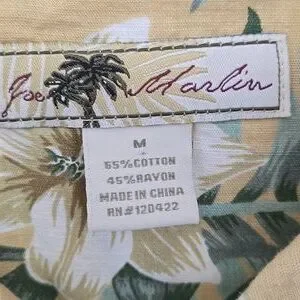 Joe Marlin
M
55%COTTON
45%RAYON
MADE IN CHINA
RN#120422